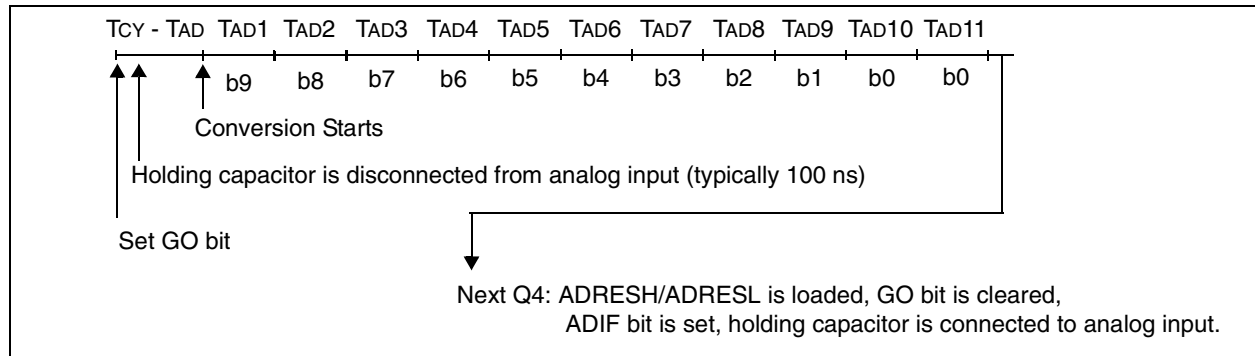 TCY - TAD TAD1 TAD2 TAD3 TAD4 TAD5 TAD6 TAD7 TAD8 TAD9 TAD10 TAD11
b9 b8 b7 b6 b5 b4 b3 b2 b1 b0 b0
Conversion Starts
Holding capacitor is disconnected from analog input (typically 100 ns)
Set GO bit
Next Q4: ADRESH/ADRESL is loaded, GO bit is cleared,
ADIF bit is set, holding capacitor is connected to analog input.